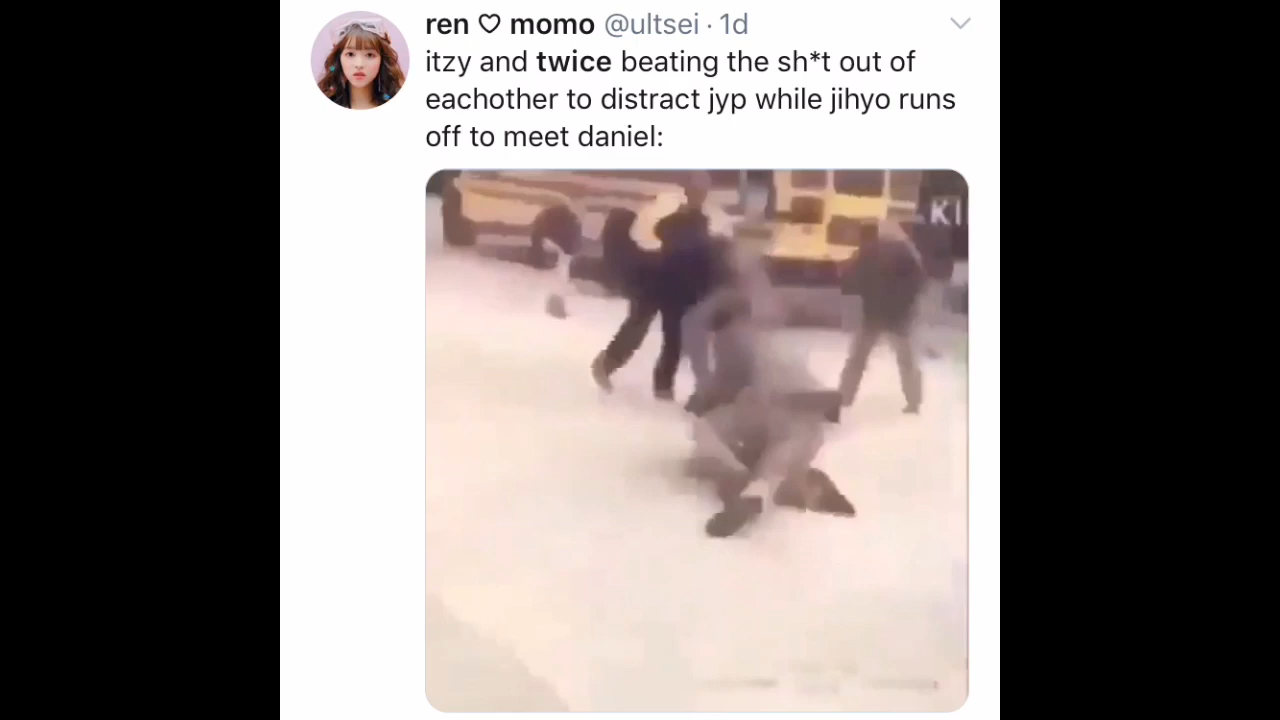 ren ♡ momo @ultsei · 1d
itzy and twice beating the sh*t out of
eachother to distract jyp while jihyo runs
off to meet daniel:
KI